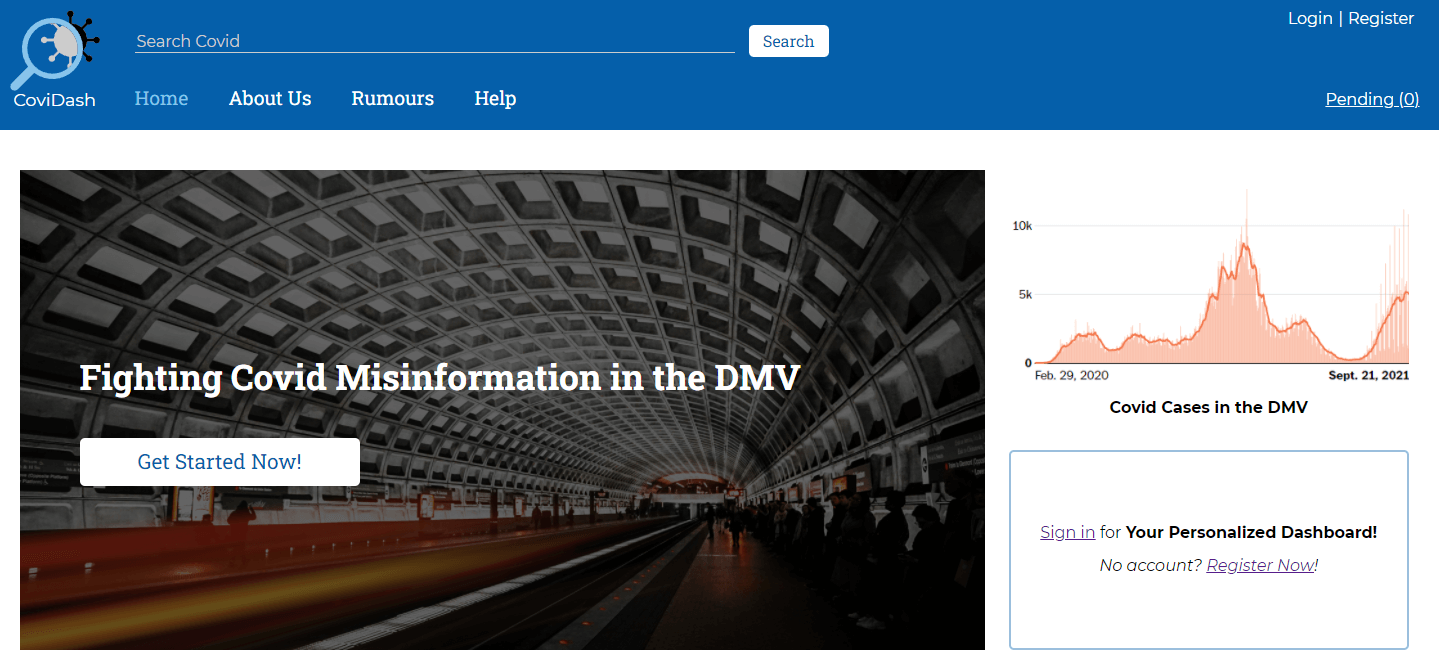 Login | Register
Search Covid
Search
CoviDash
Home
About Us
Rumours
Help
Pending (0)
Fighting Covid Misinformation in the DMV
Get Started Now!
10k
5k
0
Feb. 29, 2020
Sept. 21, 2021
Covid Cases in the DMV
Sign in for Your Personalized Dashboard!
No account? Register Now!